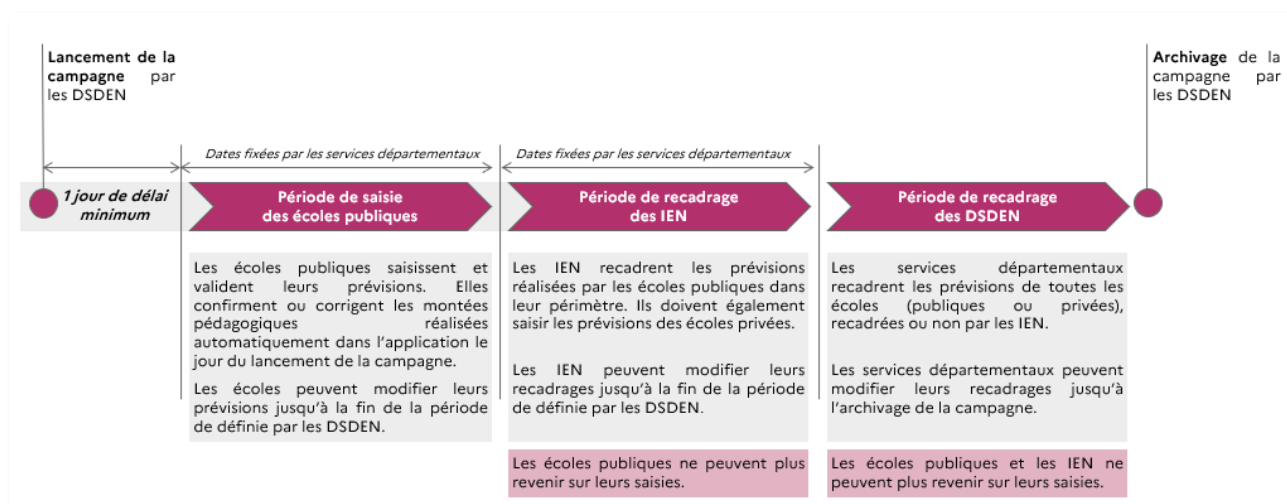 Lancement de la
campagne par
les DSDEN
Archivage de la
campagne par
les DSDEN
Dates fixées par les services départementaux
Dates fixées par les services départementaux
1 jour de délai
minimum
Période de saisie
des écoles publiques
Période de recadrage
des IEN
Période de recadrage
des DSDEN
Les écoles publiques saisissent et
valident leurs prévisions. Elles
confirment ou corrigent les montées
pédagogiques réalisées
automatiquement dans l'application le
jour du lancement de la campagne.
Les écoles peuvent modifier leurs
prévisions jusqu'à la fin de la période
de définie par les DSDEN.
Les IEN recadrent les prévisions
réalisées par les écoles publiques dans
leur périmètre. Ils doivent également
saisir les prévisions des écoles privées.
Les IEN peuvent modifier leurs
recadrages jusqu'à la fin de la période
de définie par les DSDEN.
Les écoles publiques ne peuvent plus
revenir sur leurs saisies.
Les services départementaux
recadrent les prévisions de toutes les
écoles (publiques ou privées),
recadrées ou non par les IEN.
Les services départementaux peuvent
modifier leurs recadrages jusqu'à
l'archivage de la campagne.
Les écoles publiques et les IEN ne
peuvent plus revenir sur leurs saisies.